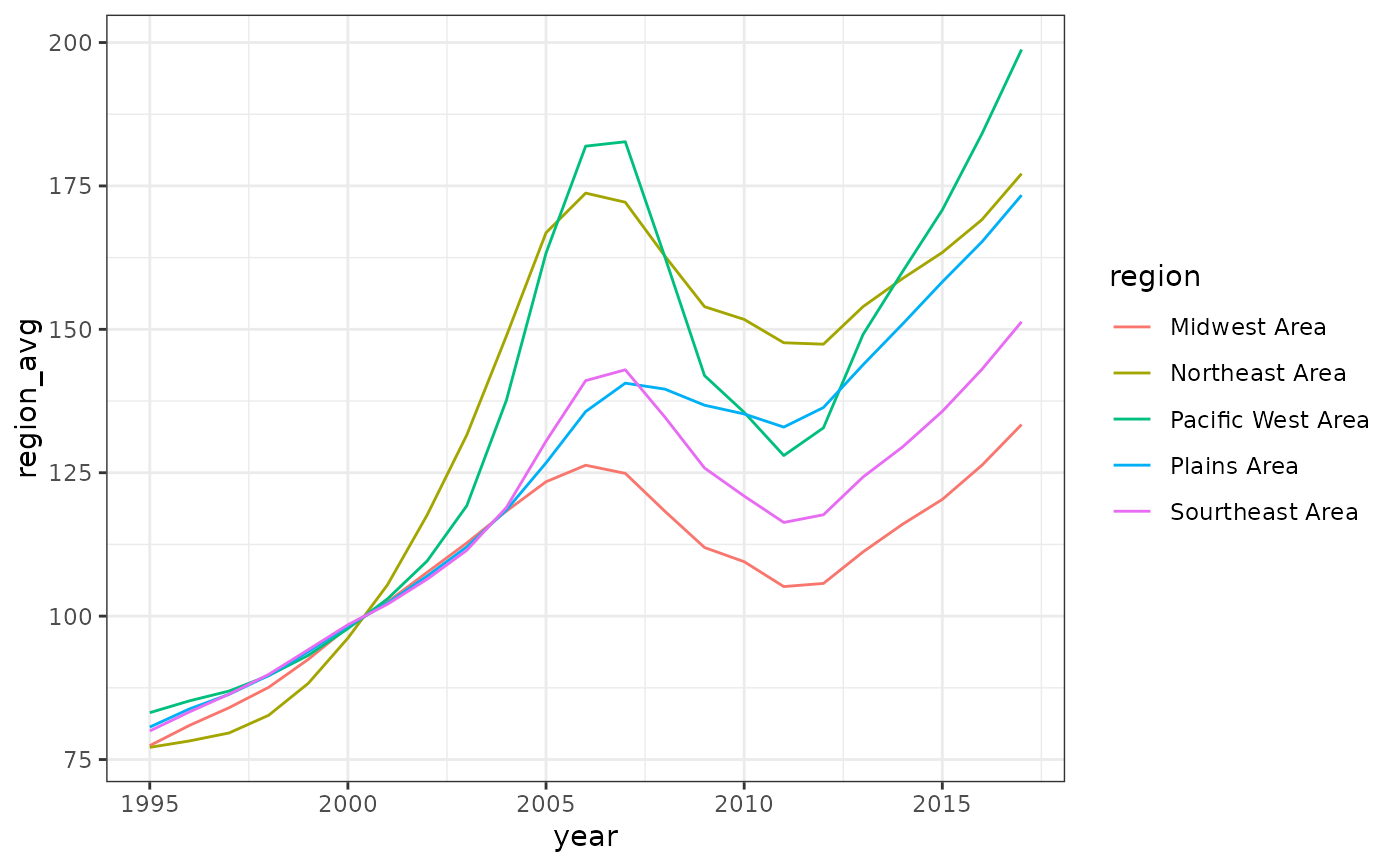 200
175
150
125
100
75
region_avg
1995 2000 2005 2010 2015
year
region
Midwest Area
Northeast Area
Pacific West Area
Plains Area
Sourtheast Area